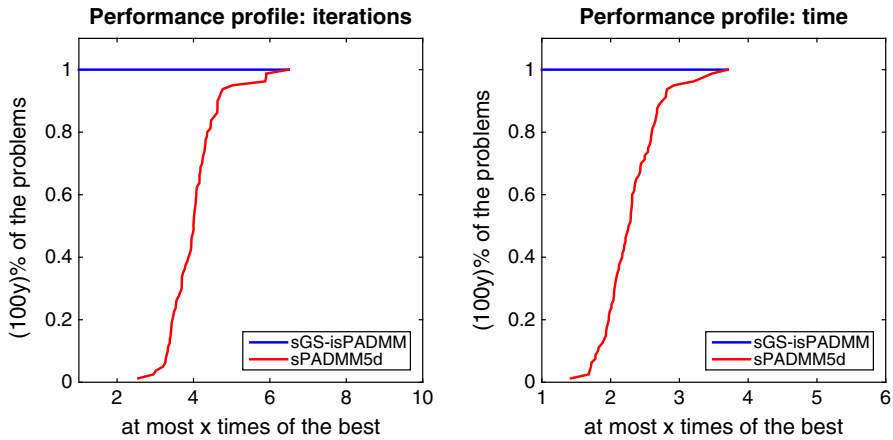 Performance profile: iterations
(100y)% of the problems
1
0.8
0.6
0.4
0.2
0
2 4 6 8 10
at most x times of the best
sGS-isPADMM
sPADMM5d
Performance profile: time
(100y)% of the problems
1
0.8
0.6
0.4
0.2
0
1 2 3 4 5 6
at most x times of the best
sGS-isPADMM
sPADMM5d